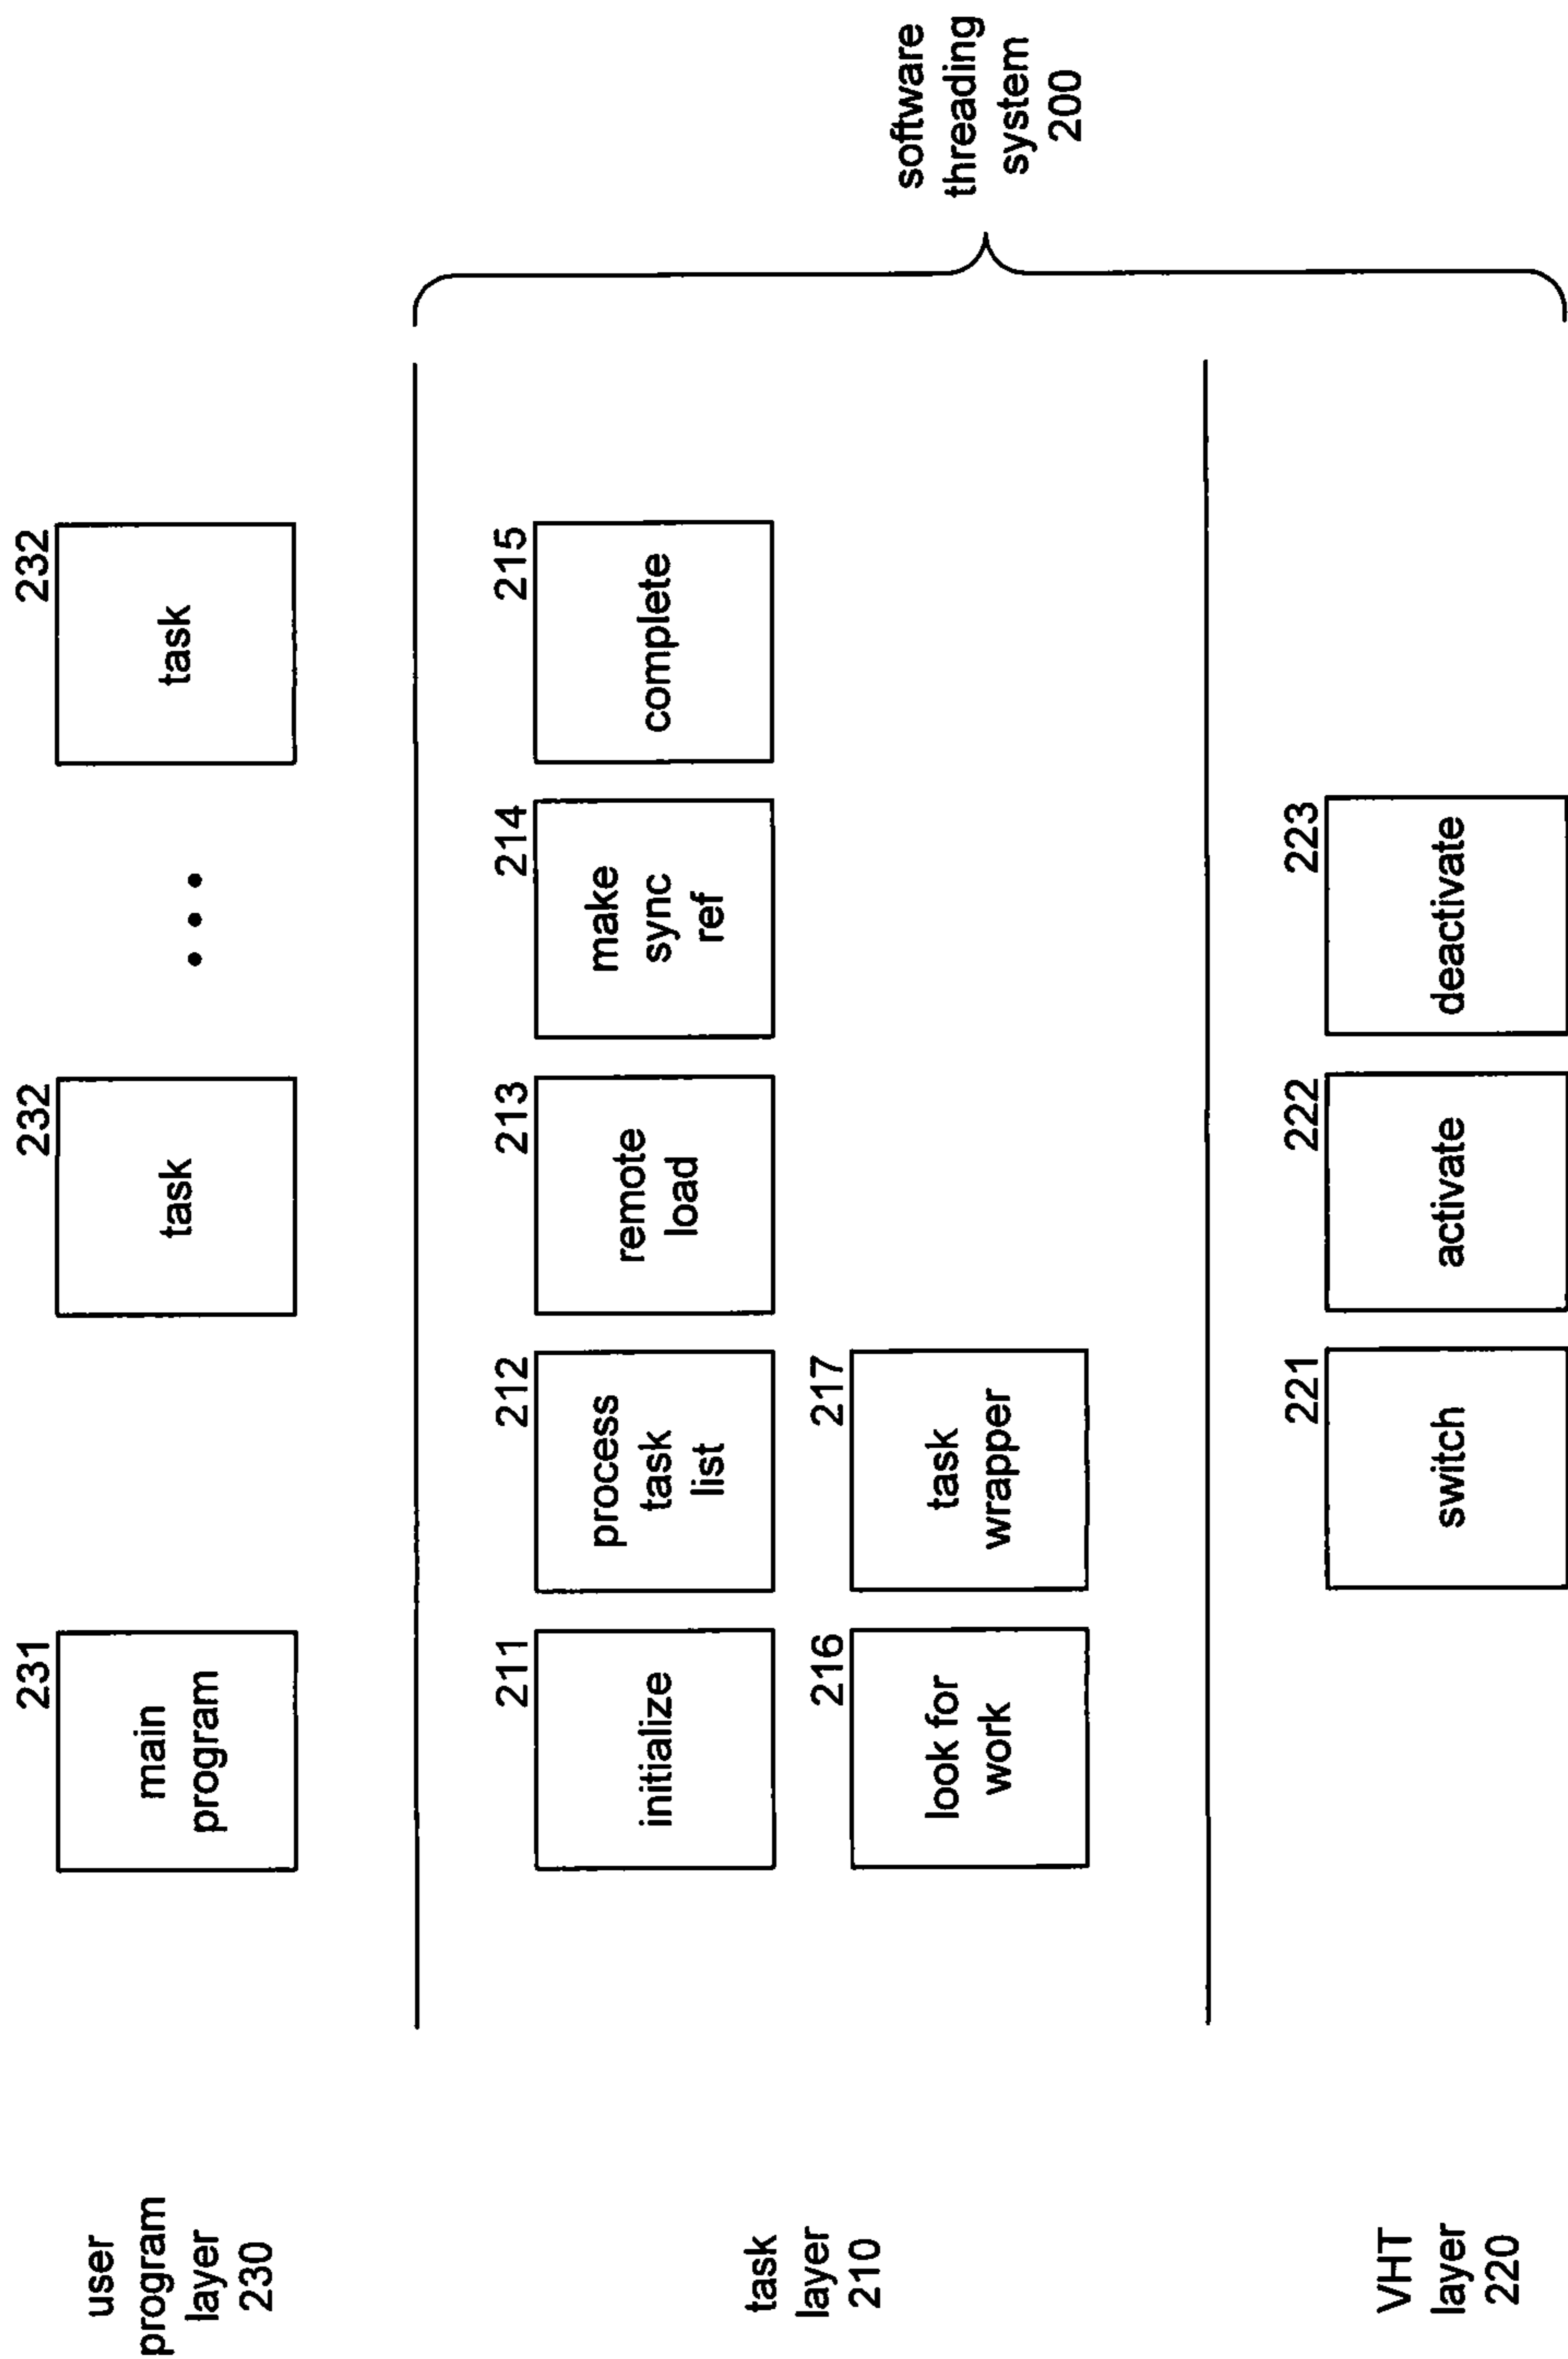 user
program
layer
230
231
main
program
232
task
• • •
232
task
task
layer
210
211
initialize
212
process
task
list
213
remote
load
214
make
sync
ref
215
complete
216
look for
work
217
task
wrapper
software
threading
system
200
VHT
layer
220
221
switch
222
activate
223
deactivate